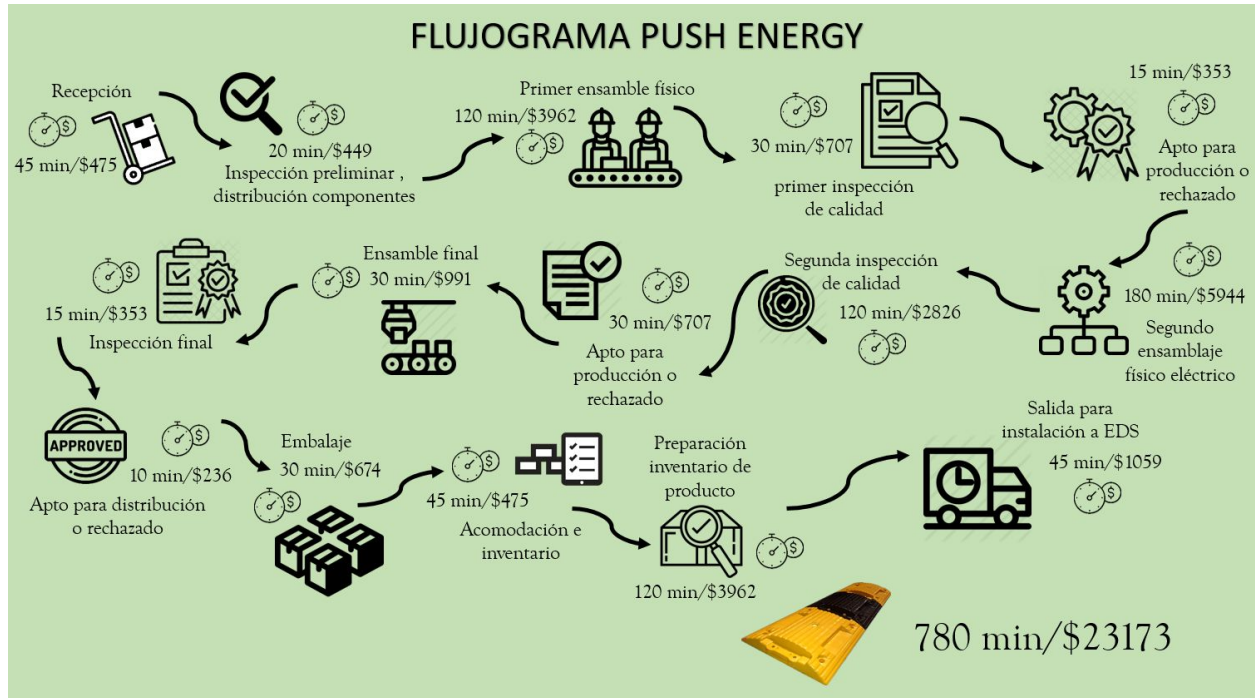 FLUJOGRAMA PUSH ENERGY
Recepción
45 min/$475
20 min/$449
Inspección preliminar ,
distribución componentes
Primer ensamble físico
120 min/$3962
30 min/$707
primer inspección
de calidad
15 min/$353
Apto para
producción o
rechazado
180 min/$5944
Segundo
ensamblaje
físico eléctrico
Segunda inspección
de calidad
120 min/$2826
30 min/$707
Apto para
producción o
rechazado
Ensamble final
30 min/$991
15 min/$353
Inspección final
APPROVED
10 min/$236
Apto para distribución
o rechazado
Embalaje
30 min/$674
45 min/$475
Acomodación e
inventario
Preparación
inventario de
producto
120 min/$3962
Salida para
instalación a EDS
45 min/$1059
780 min/$23173